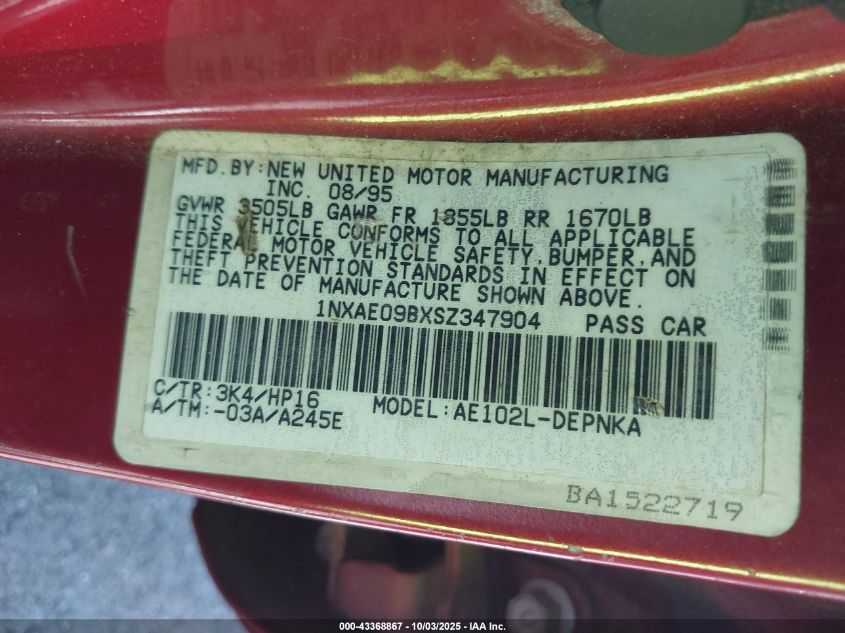 MFD. BY: NEW UNITED MOTOR MANUFACTURING
INC. 08/95
GVWR 3505LB GAWR FR 1855LB RR 1670LB
THIS VEHICLE CONFORMS TO ALL APPLICABLE
FEDERAL MOTOR VEHICLE SAFETY, BUMPER, AND
THEFT PREVENTION STANDARDS IN EFFECT ON
THE DATE OF MANUFACTURE SHOWN ABOVE.
1NXAE09BXSZ347904 PASS CAR
C/TR: 3K4/HP16
A/TM: -03A/A245E MODEL: AE102L-DEPNKA
BA1522719
000-43368867 - 10/03/2025 - IAA Inc.